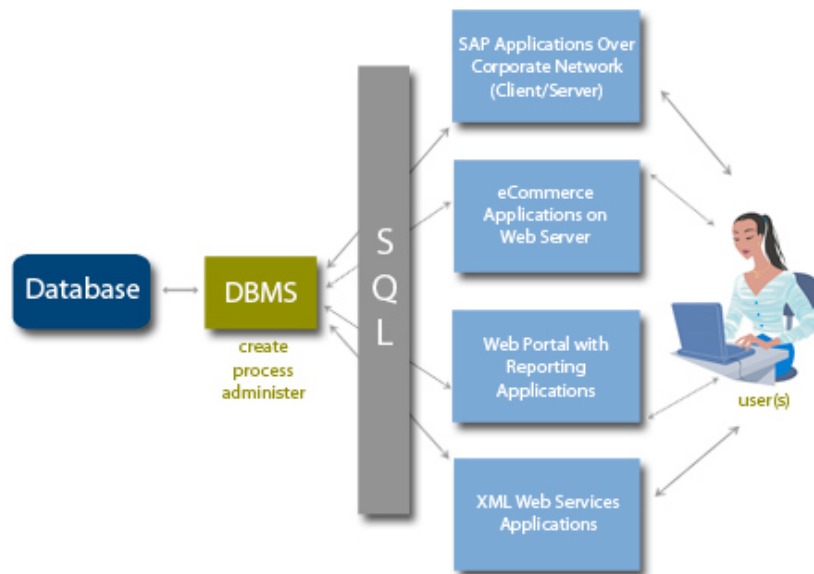 Database
DBMS
create
process
administer
S
Q
L
SAP Applications Over
Corporate Network
(Client/Server)
eCommerce
Applications on
Web Server
Web Portal with
Reporting
Applications
XML Web Services
Applications
user(s)